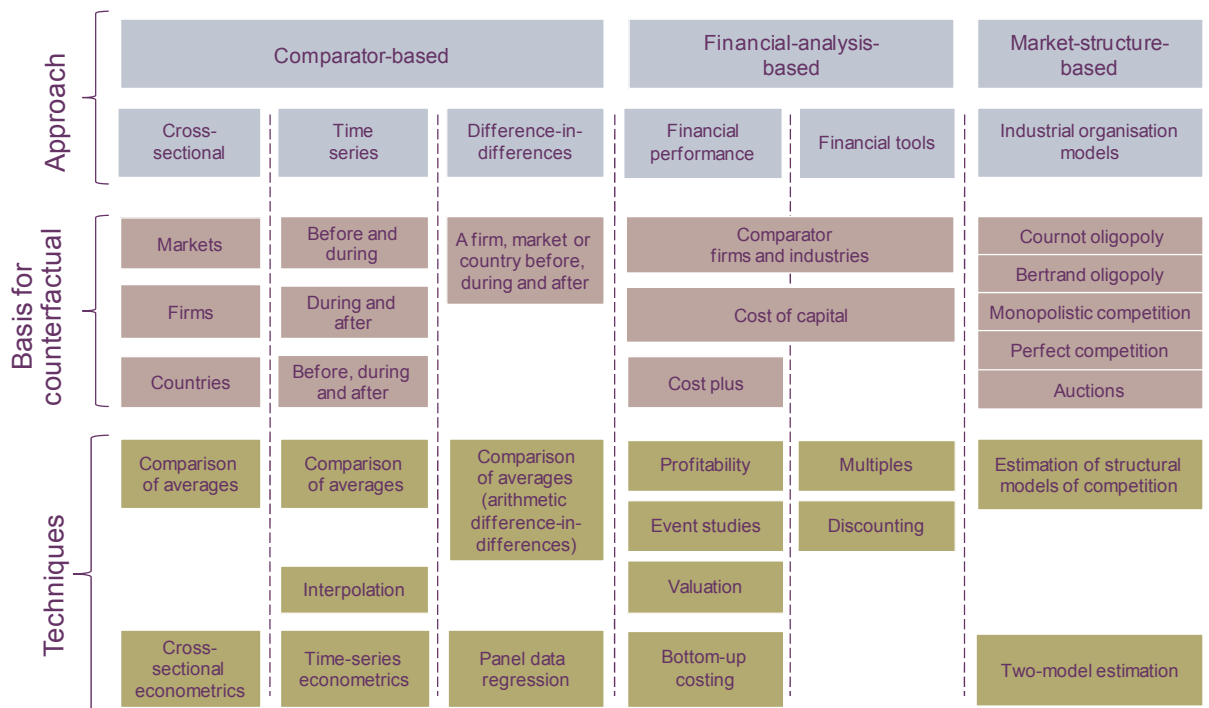 Approach
Comparator-based
Financial-analysis-
based
Market-structure-
based
Cross-
sectional
Time
series
Difference-in-
differences
Financial
performance
Financial tools
Industrial organisation
models
Basis for
counterfactual
Markets
Before and
during
A firm, market or
country before,
during and after
Comparator
firms and industries
Cournot oligopoly
Bertrand oligopoly
Firms
During and
after
Cost of capital
Monopolistic competition
Perfect competition
Countries
Before, during
and after
Cost plus
Auctions
Techniques
Comparison
of averages
Comparison
of averages
Comparison
of averages
(arithmetic
difference-in-
differences)
Profitability
Multiples
Estimation of structural
models of competition
Event studies
Discounting
Interpolation
Valuation
Cross-
sectional
econometrics
Time-series
econometrics
Panel data
regression
Bottom-up
costing
Two-model estimation